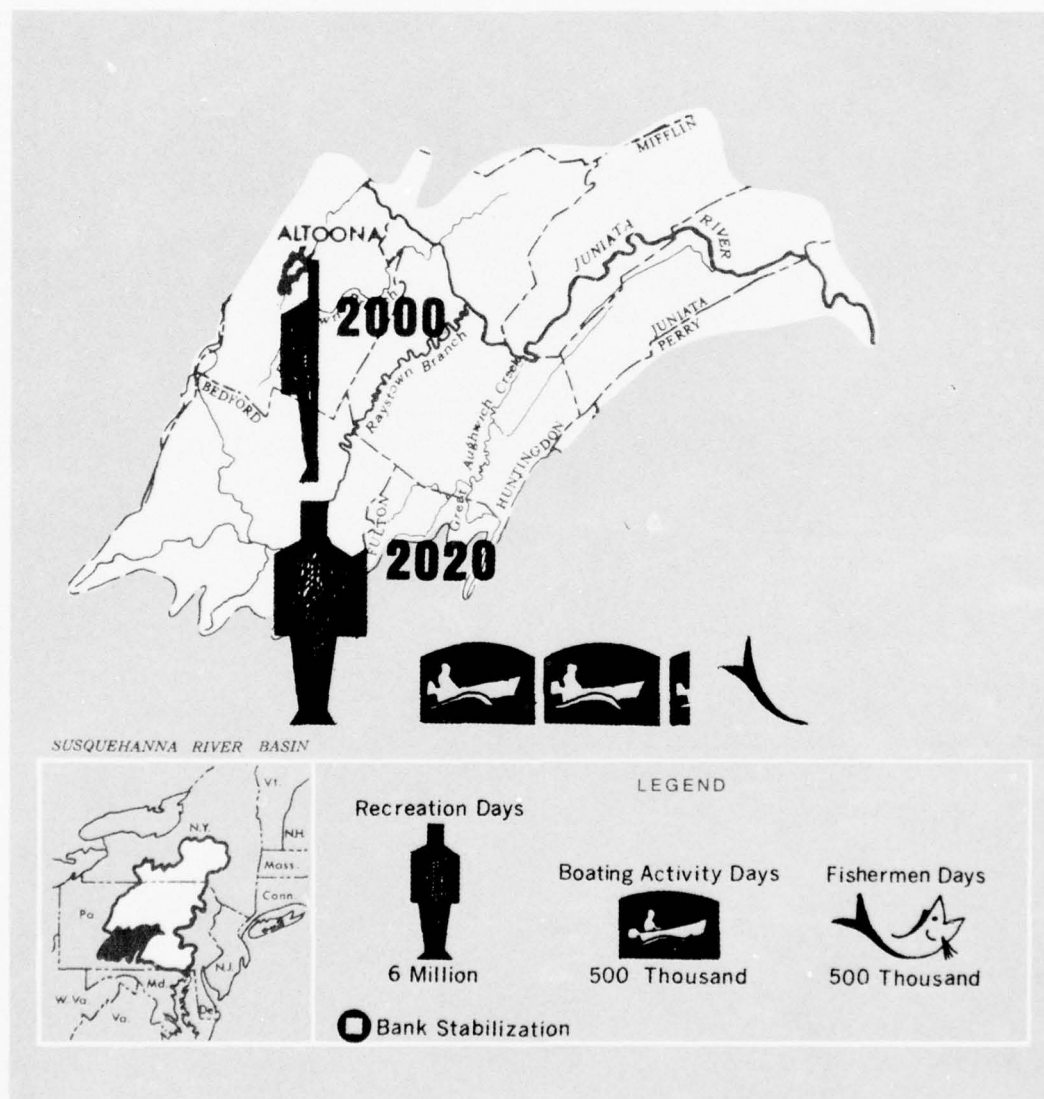 MIFFLIN
ALTOONA
JUNIATA
RIVER
2000
JUNIATA
PERRY
Raystown Branch
BEDFORD
Great Aughwich Creek
HUNTINGDON
FULTON
2020
SUSQUEHANNA RIVER BASIN
Vt.
N.Y.
N.H.
Mass.
Conn.
Pa.
N.J.
Md.
W. Va.
De.
Va.
LEGEND
Recreation Days
6 Million
Boating Activity Days
500 Thousand
Fishermen Days
500 Thousand
Bank Stabilization